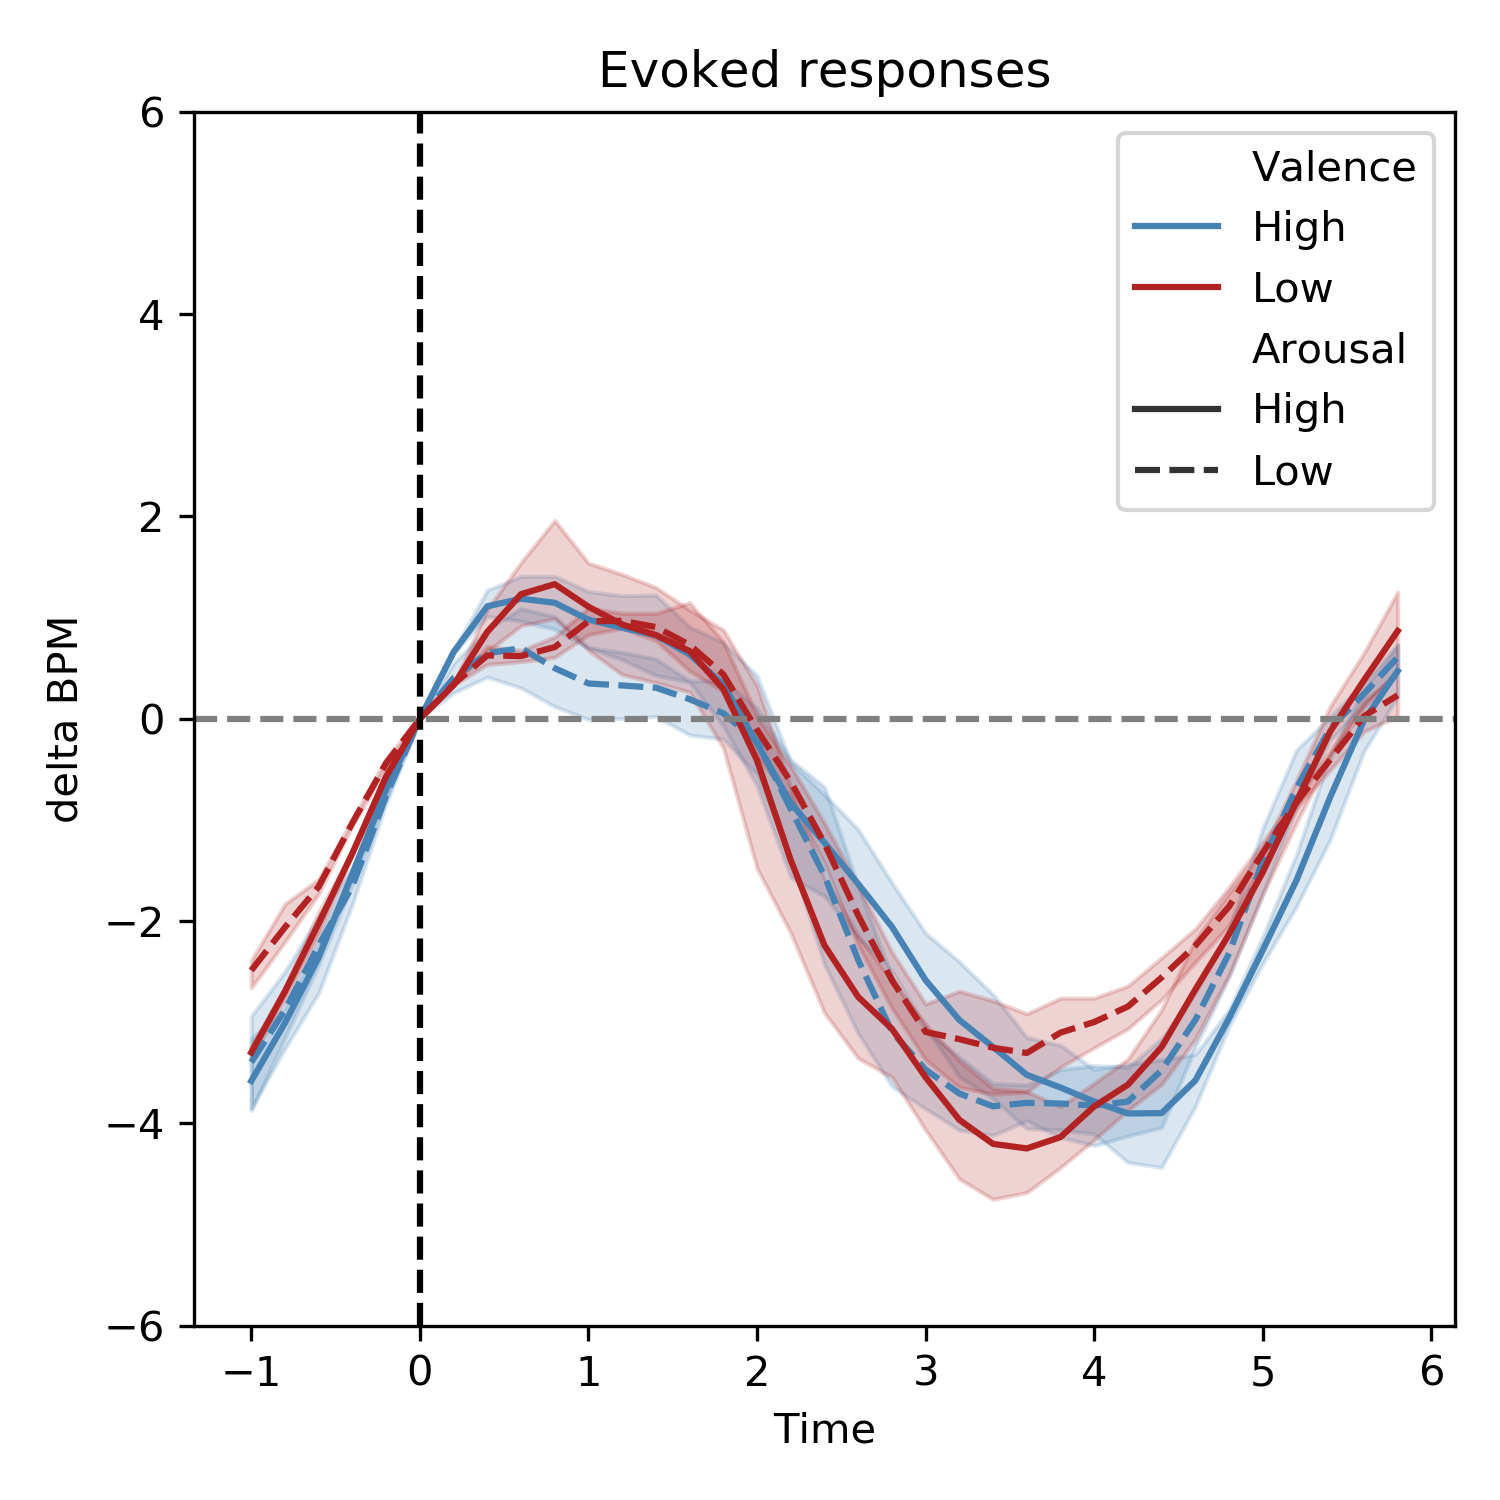 Evoked responses
6
4
2
0
−2
−4
−6
delta BPM
−1 0 1 2 3 4 5 6
Time
Valence
High
Low
Arousal
High
Low